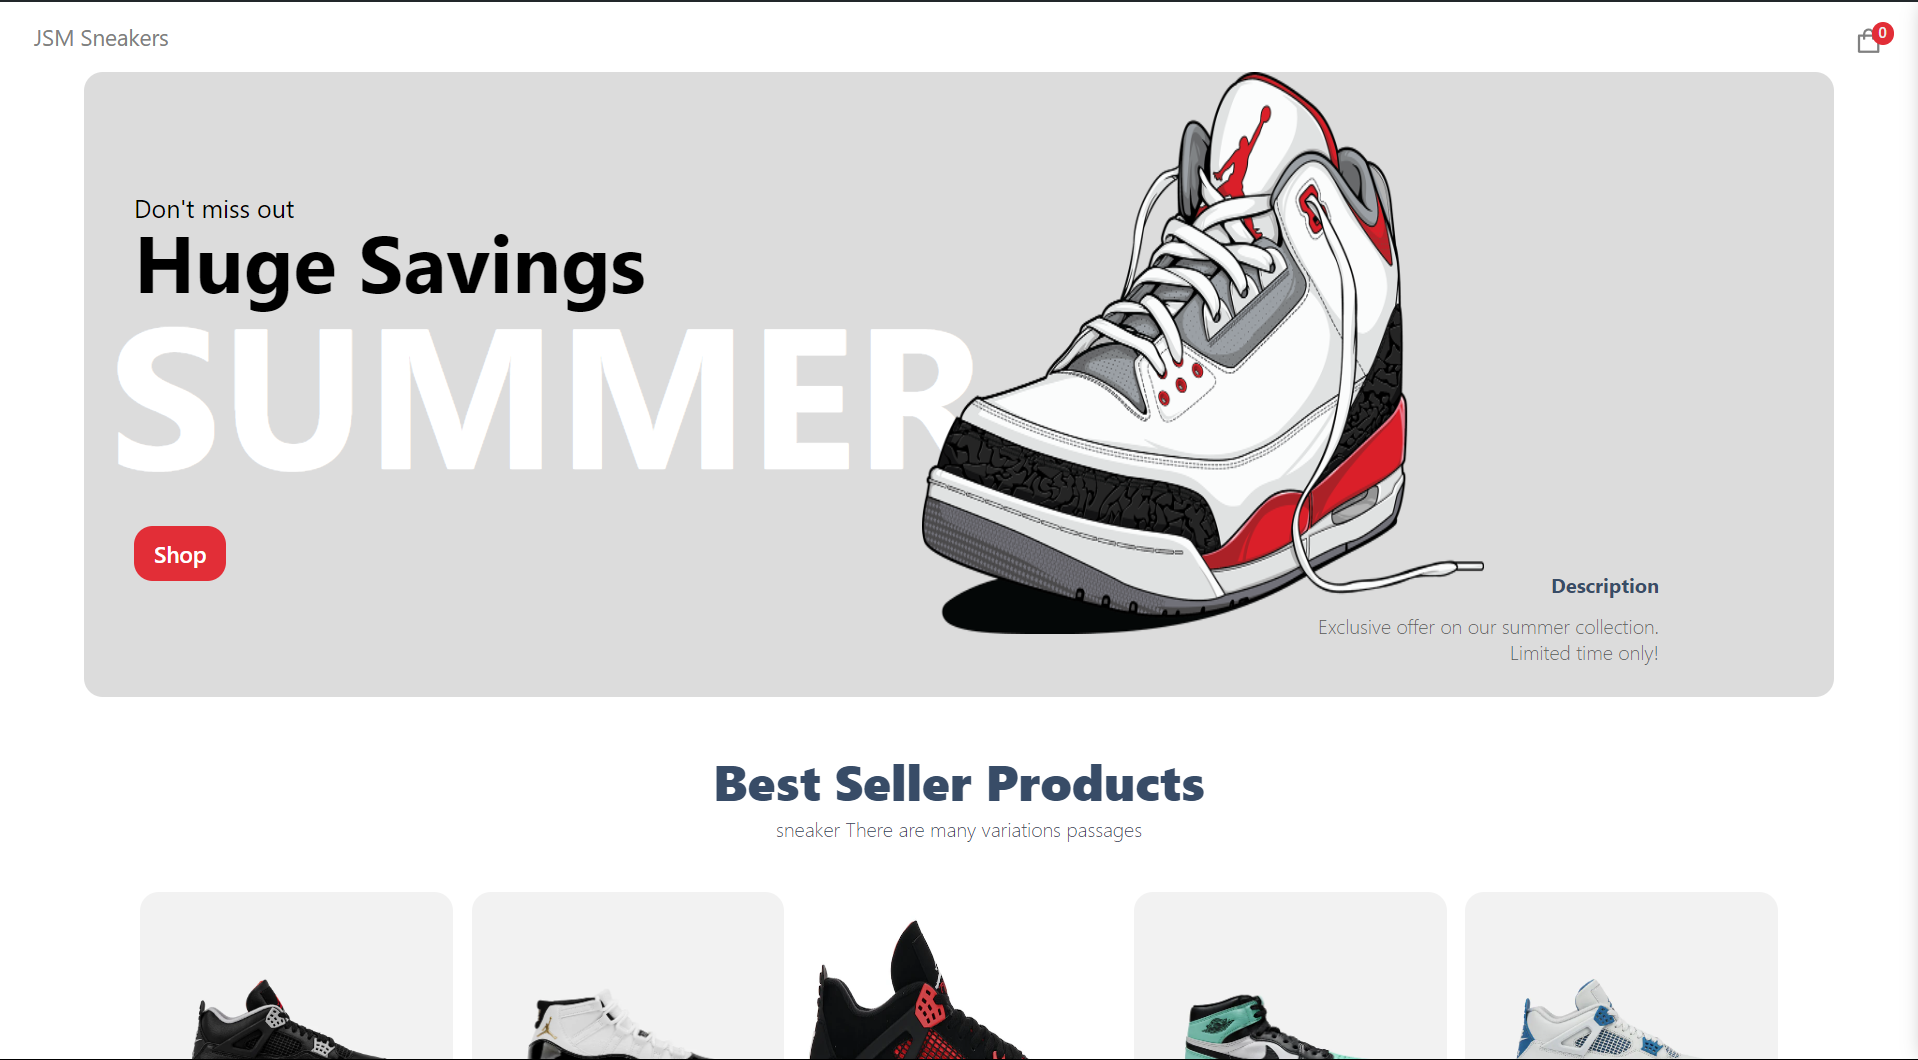 JSM Sneakers
0
Don't miss out
Huge Savings
SUMMER
Shop
Description
Exclusive offer on our summer collection.
Limited time only!
Best Seller Products
sneaker There are many variations passages